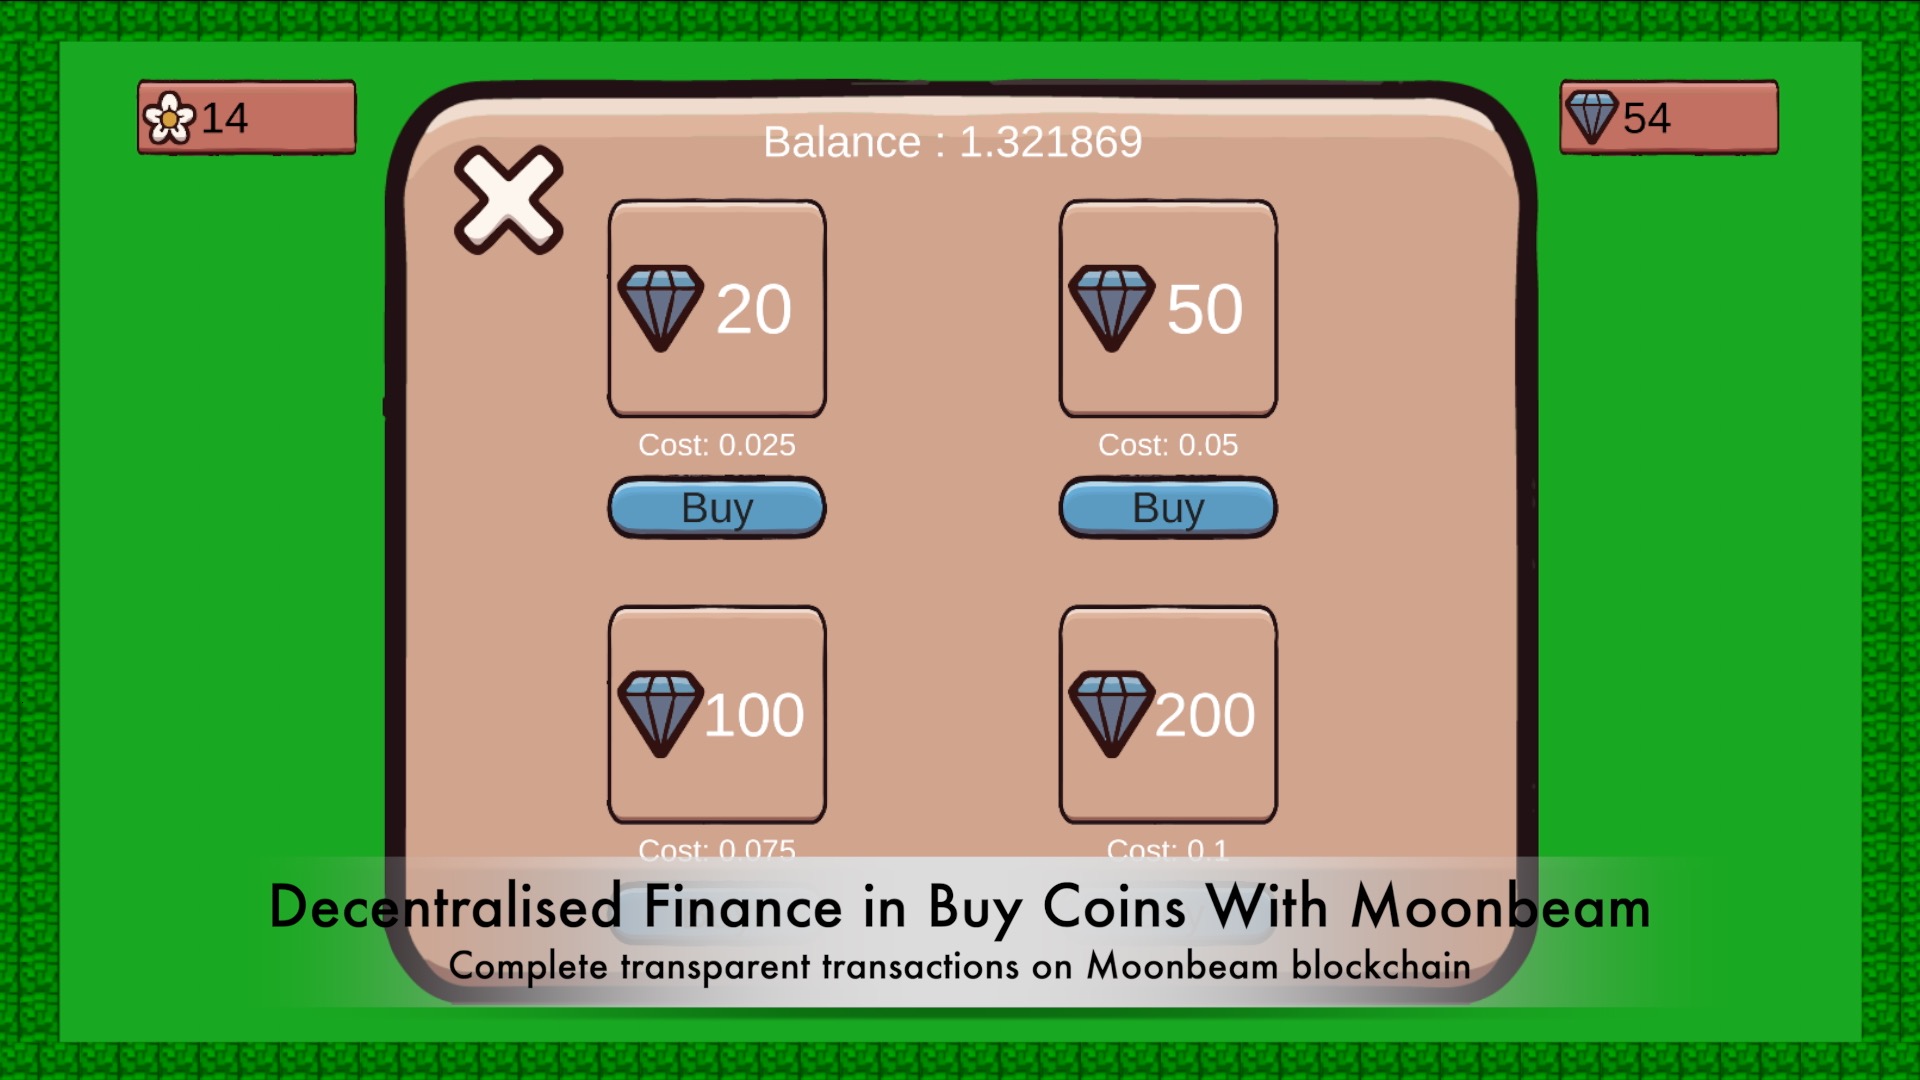 14
54
Balance : 1.321869
20
50
Cost: 0.025
Cost: 0.05
Buy
Buy
100
200
Cost: 0.075
Cost: 0.1
Decentralised Finance in Buy Coins With Moonbeam
Complete transparent transactions on Moonbeam blockchain